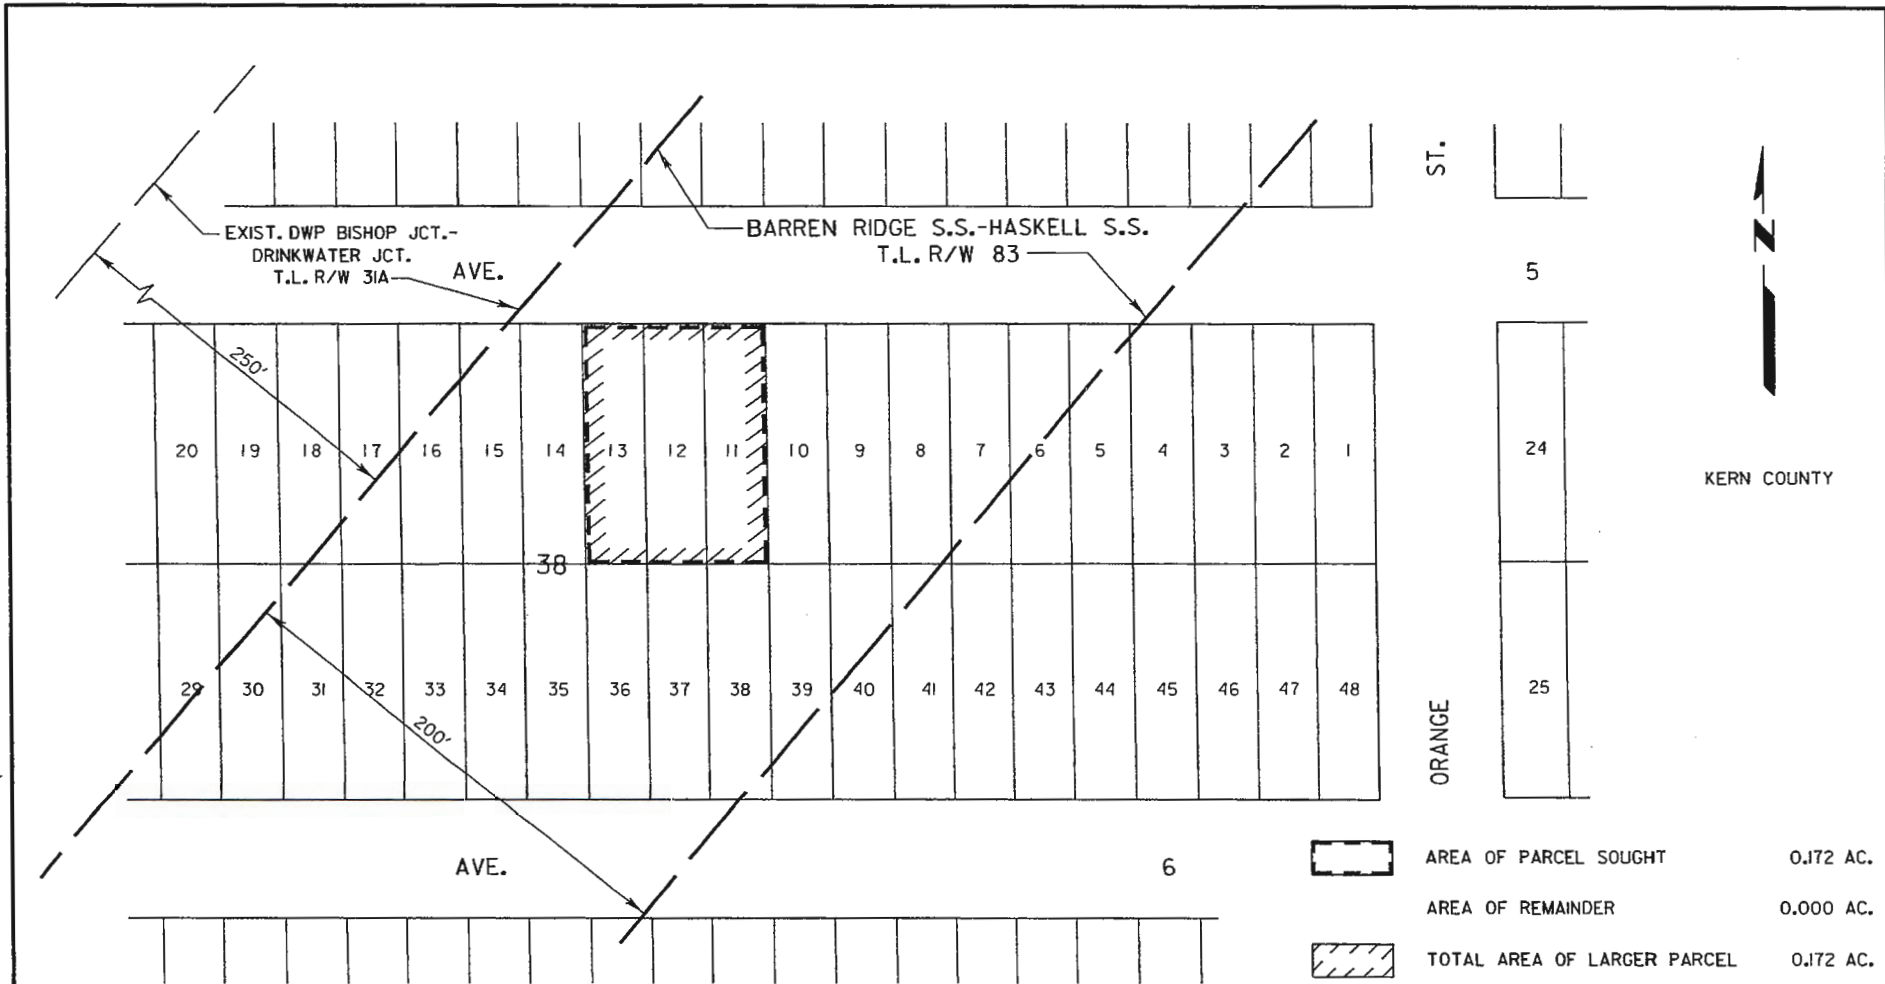 ST.
EXIST. DWP BISHOP JCT.-
DRINKWATER JCT.
T.L. R/W 31A
AVE.
BARREN RIDGE S.S.-HASKELL S.S.
T.L. R/W 83
5
N
250'
20 19 18 17 16 15 14 13 12 11 10 9 8 7 6 5 4 3 2 1
24
KERN COUNTY
38
29 30 31 32 33 34 35 36 37 38 39 40 41 42 43 44 45 46 47 48
25
200'
ORANGE
AVE.
6
AREA OF PARCEL SOUGHT 0.172 AC.
AREA OF REMAINDER 0.000 AC.
TOTAL AREA OF LARGER PARCEL 0.172 AC.